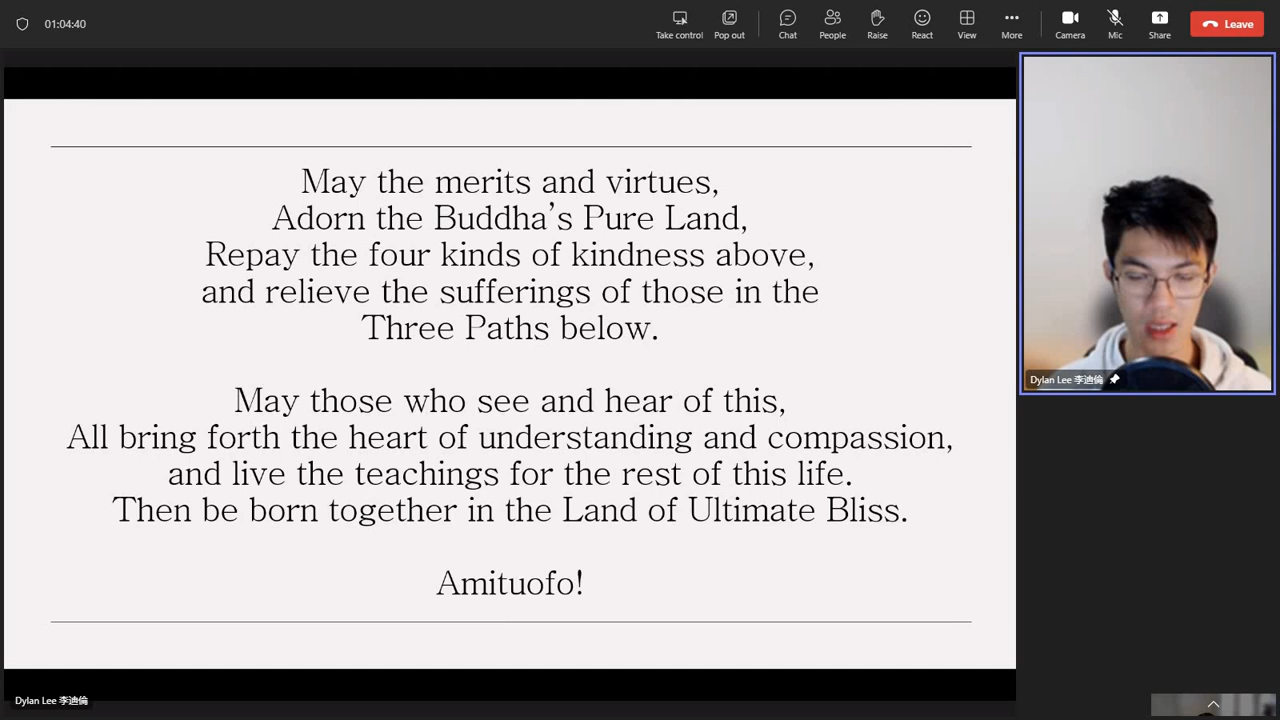 01:04:40
Take control
Pop out
Chat
People
Raise
React
View
More
Camera
Mic
Share
Leave
May the merits and virtues,
Adorn the Buddha’s Pure Land,
Repay the four kinds of kindness above,
and relieve the sufferings of those in the
Three Paths below.
May those who see and hear of this,
All bring forth the heart of understanding and compassion,
and live the teachings for the rest of this life.
Then be born together in the Land of Ultimate Bliss.
Amituofo!
Dylan Lee 李迪倫
Dylan Lee 李迪倫